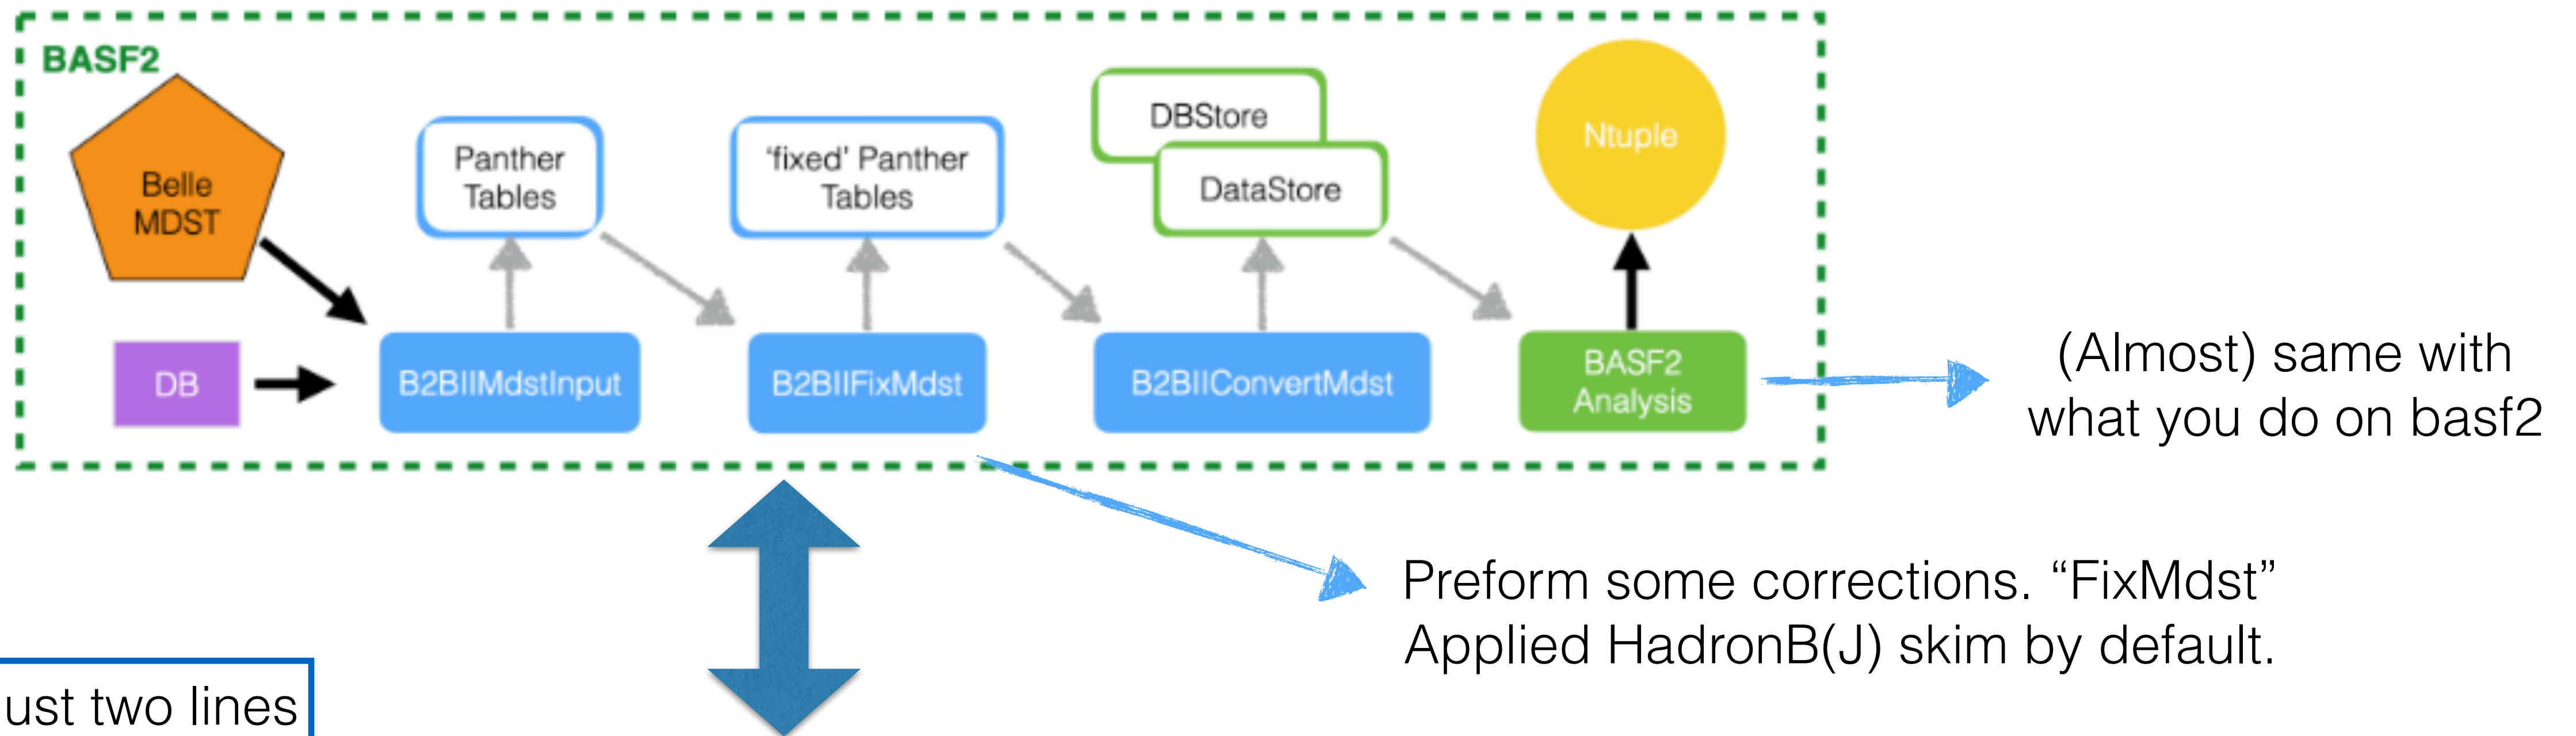 BASF2
Belle
MDST
Panther
Tables
‘fixed’ Panther
Tables
DBStore
DataStore
Ntuple
DB
B2BIIMdstInput
B2BIIFixMdst
B2BIIConvertMdst
BASF2
Analysis
(Almost) same with
what you do on basf2
Preform some corrections. “FixMdst”
Applied HadronB(J) skim by default.
ust two lines